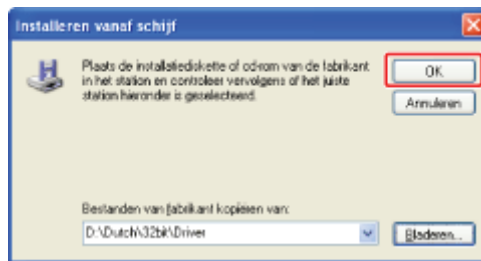 Installeren vanaf schijf
Plaats de installatiediskette of cd-rom van de fabrikant
in het station en controleer vervolgens of het juiste
station hieronder is geselecteerd.
OK
Annuleren
Bestanden van fabrikant kopiëren van:
D:\Dutch\32bit\Driver
Bladeren...